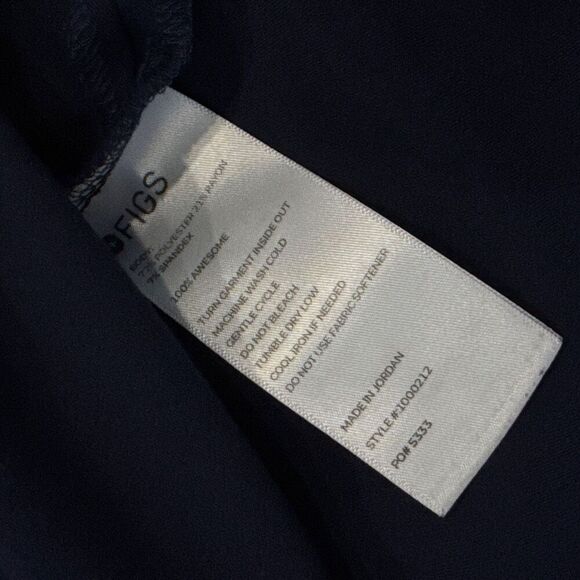 FIGS
BODY:
72% POLYESTER 21% RAYON
7% SPANDEX
100% AWESOME
TURN GARMENT INSIDE OUT
MACHINE WASH COLD
GENTLE CYCLE
DO NOT BLEACH
TUMBLE DRY LOW
COOL IRON IF NEEDED
DO NOT USE FABRIC SOFTENER
MADE IN JORDAN
STYLE #:1000212
PO# 5333